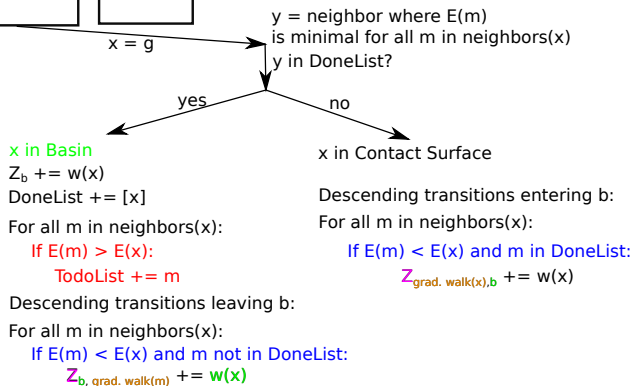 y = neighbor where E(m)
is minimal for all m in neighbors(x)
x = g
y in DoneList?
yes
no
x in Basin
Z_b += w(x)
DoneList += [x]
For all m in neighbors(x):
If E(m) > E(x):
TodoList += m
Descending transitions leaving b:
For all m in neighbors(x):
If E(m) < E(x) and m not in DoneList:
Z_b, grad. walk(m) += w(x)
x in Contact Surface
Descending transitions entering b:
For all m in neighbors(x):
If E(m) < E(x) and m in DoneList:
Z_grad. walk(x),b += w(x)